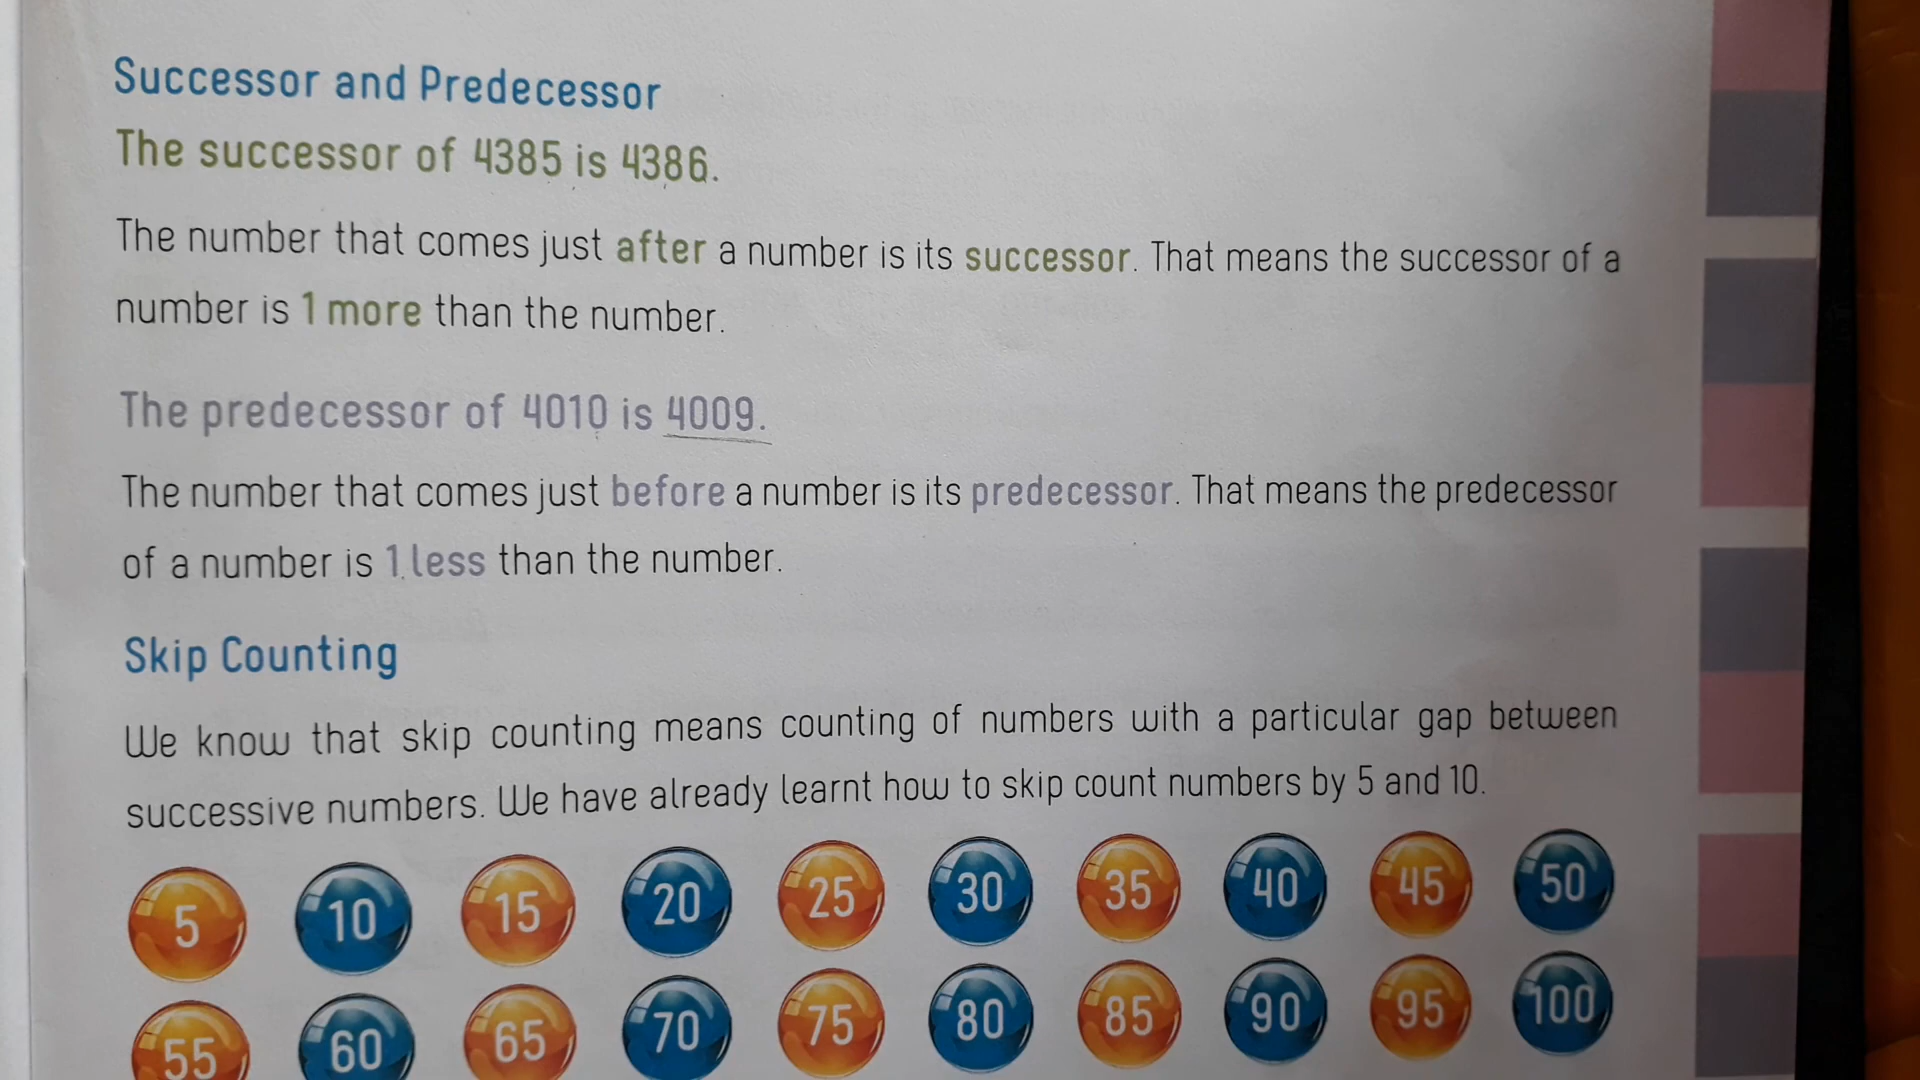 Successor and Predecessor
The successor of 4385 is 4386.
The number that comes just after a number is its successor. That means the successor of a
number is 1 more than the number.
The predecessor of 4010 is 4009.
The number that comes just before a number is its predecessor. That means the predecessor
of a number is 1 less than the number.
Skip Counting
We know that skip counting means counting of numbers with a particular gap between
successive numbers. We have already learnt how to skip count numbers by 5 and 10.
5 10 15 20 25 30 35 40 45 50
55 60 65 70 75 80 85 90 95 100